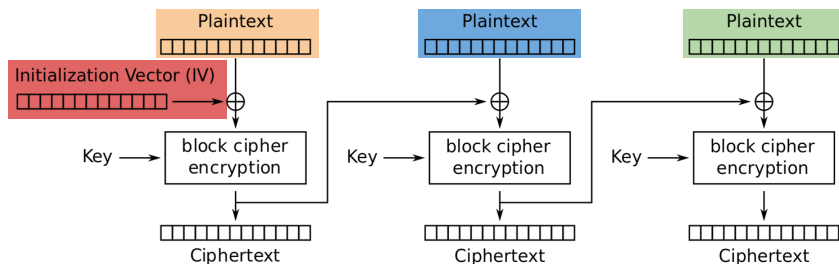 Plaintext
Plaintext
Plaintext
Initialization Vector (IV)
Key
block cipher
encryption
Key
block cipher
encryption
Key
block cipher
encryption
Ciphertext
Ciphertext
Ciphertext